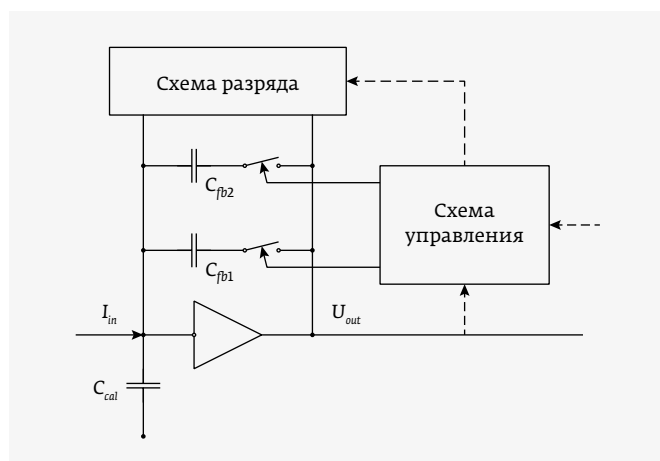 Схема разряда
C_fb2
Схема
управления
C_fb1
I_in
U_out
C_cal